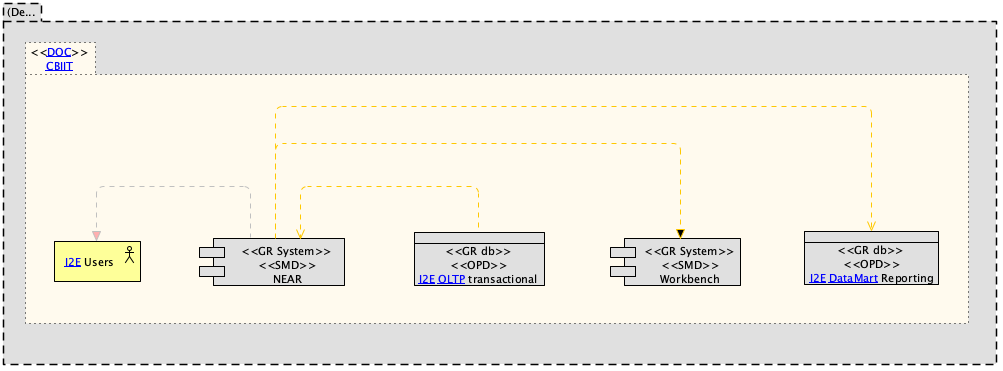 (De...
<<DOC>>
CBIIT
I2E Users
<<GR System>>
<<SMD>>
NEAR
<<GR db>>
<<OPD>>
I2E OLTP transactional
<<GR System>>
<<SMD>>
Workbench
<<GR db>>
<<OPD>>
I2E DataMart Reporting